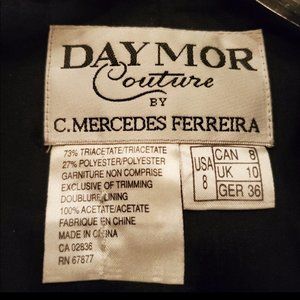 DAYMOR
Couture
BY
C.MERCEDES FERREIRA
73% TRIACETATE/TRIACETATE
27% POLYESTER/POLYESTER
GARNITURE NON COMPRISE
EXCLUSIVE OF TRIMMING
DOUBLURE/LINING
100% ACETATE/ACETATE
FABRIQUE EN CHINE
MADE IN CHINA
CA 02836
RN 67877
USA 8
CAN 8
UK 10
GER 36